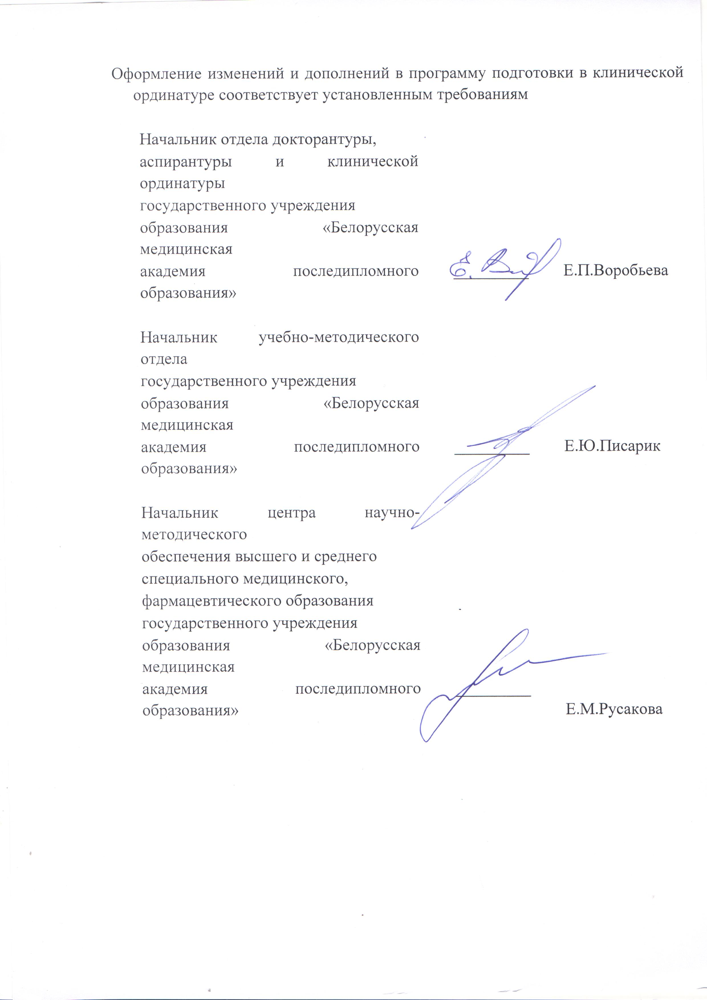 Оформление изменений и дополнений в программу подготовки в клинической
ординатуре соответствует установленным требованиям
Начальник отдела докторантуры,
аспирантуры и клинической
ординатуры
государственного учреждения
образования «Белорусская
медицинская
академия последипломного Е.П.Воробьева
образования»
Начальник учебно-методического
отдела
государственного учреждения
образования «Белорусская
медицинская
академия последипломного Е.Ю.Писарик
образования»
Начальник центра научно-
методического
обеспечения высшего и среднего
специального медицинского,
фармацевтического образования
государственного учреждения
образования «Белорусская
медицинская
академия последипломного
образования» Е.М.Русакова